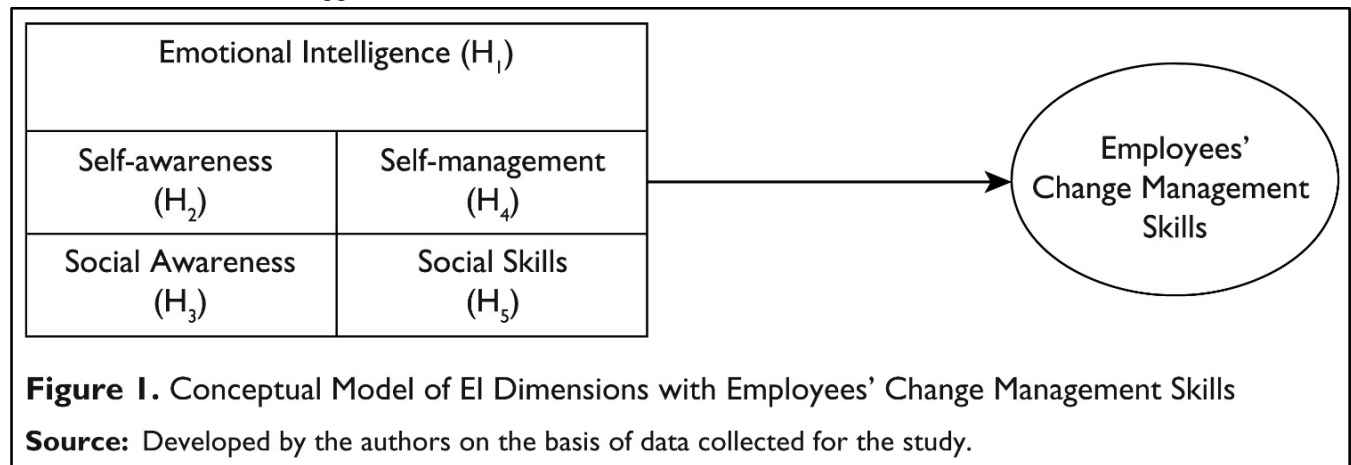 Emotional Intelligence (H₁)
Self-awareness
(H₂)
Self-management
(H₄)
Social Awareness
(H₃)
Social Skills
(H₅)
Employees'
Change Management
Skills
Figure 1. Conceptual Model of EI Dimensions with Employees' Change Management Skills
Source: Developed by the authors on the basis of data collected for the study.